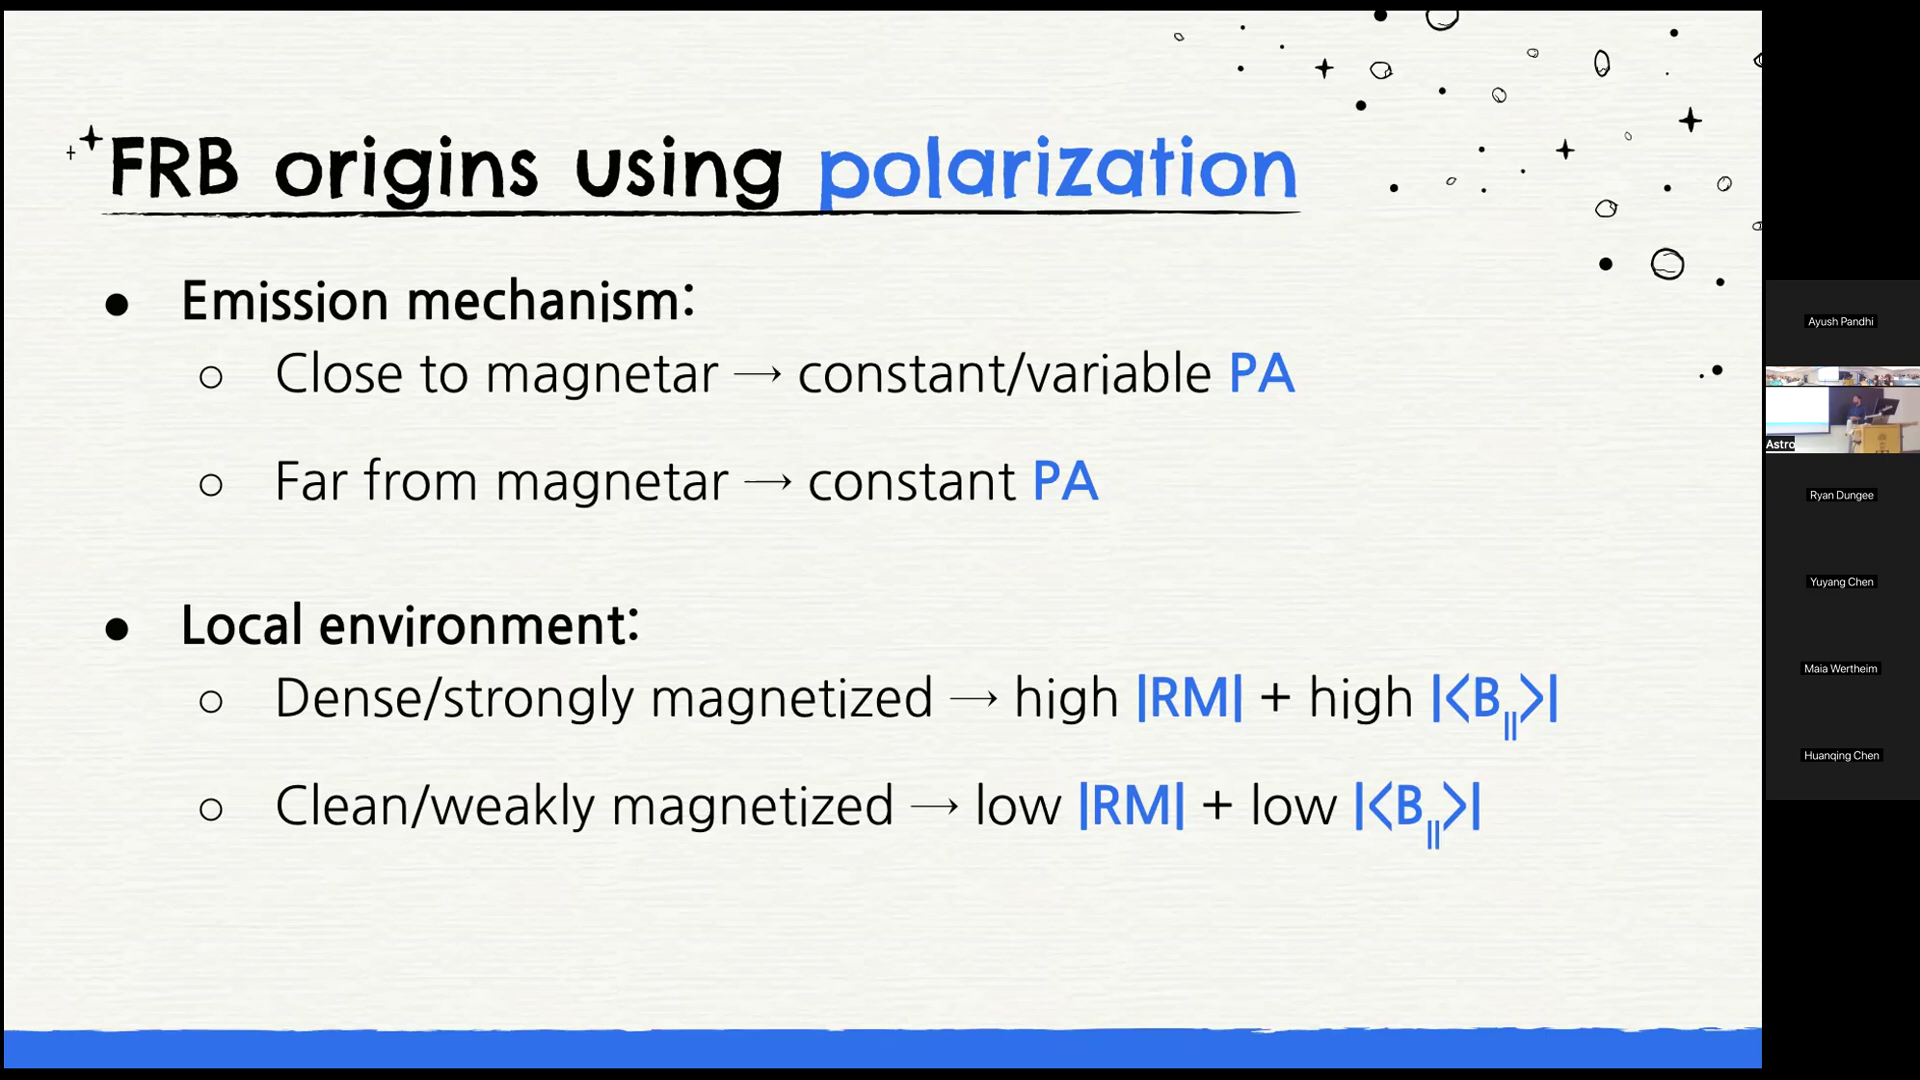 FRB origins using polarization
● Emission mechanism:
○ Close to magnetar → constant/variable PA
○ Far from magnetar → constant PA
● Local environment:
○ Dense/strongly magnetized → high |RM| + high |<B||>|
○ Clean/weakly magnetized → low |RM| + low |<B||>|
Ayush Pandhi
Astro
Ryan Dungee
Yuyang Chen
Maia Wertheim
Huanqing Chen